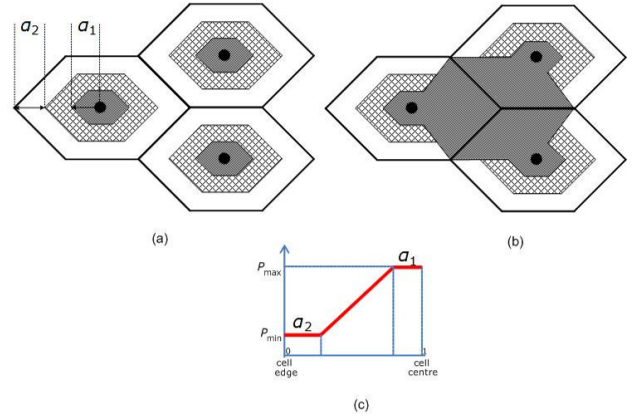 a2 a1
(a) (b)
a1
Pmax
a2
Pmin
0 1
cell edge
cell centre
(c)